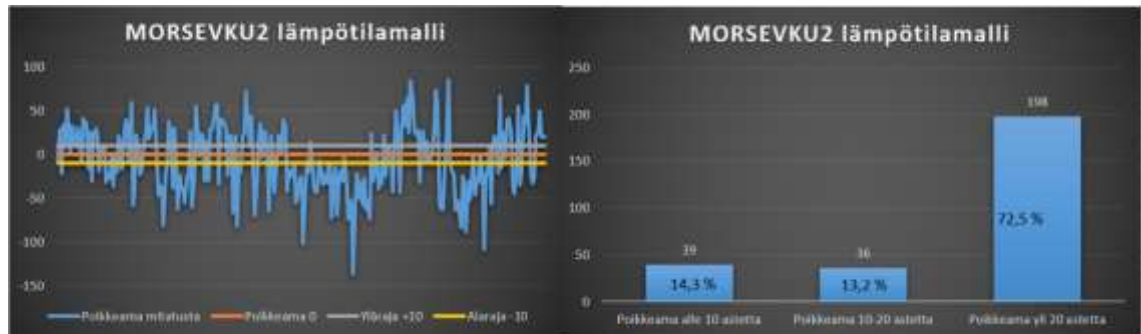 MORSEVKU2 lämpötilamalli
100
50
0
-50
-100
-150
Poikkeama mitatusta
Poikkeama 0
Yläraja +10
Alaraja -10
MORSEVKU2 lämpötilamalli
250
200
150
100
50
0
39
14,3 %
36
13,2 %
198
72,5 %
Poikkeama alle 10 astetta
Poikkeama 10-20 astetta
Poikkeama yli 20 astetta